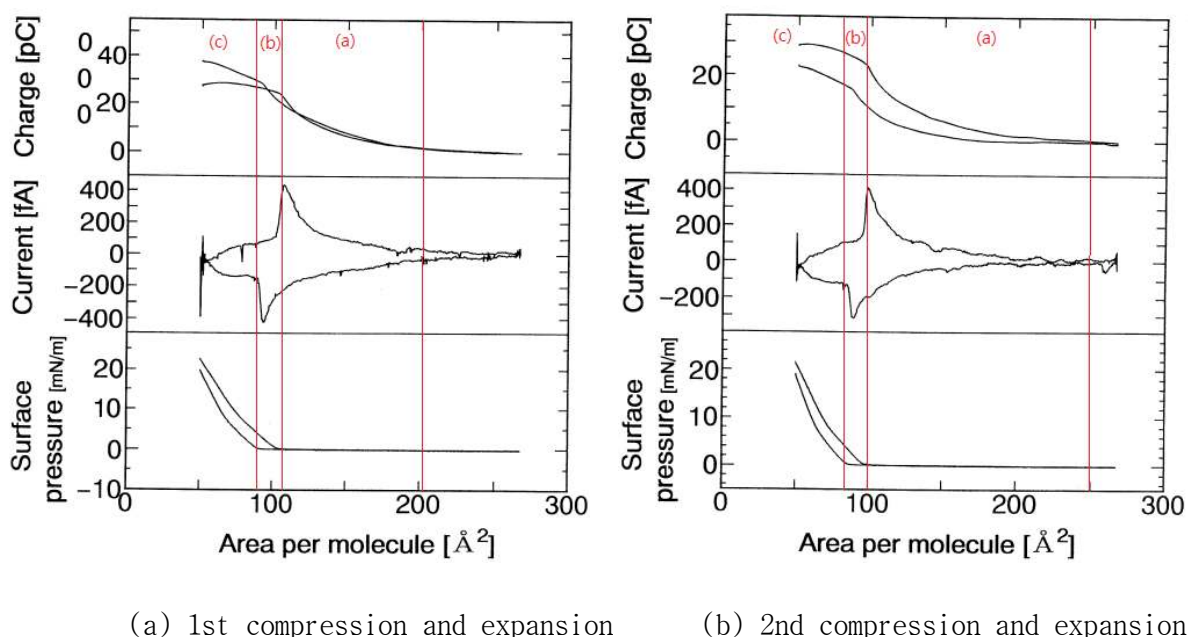 Charge [pC]
0
0
0
20
0
(c)
(b)
(a)
Current [fA]
400
200
0
−200
−400
Surface
pressure [mN/m]
20
10
0
−10
0
100
200
300
Area per molecule [Å²]
(a) 1st compression and expansion
Charge [pC]
20
0
(c)
(b)
(a)
Current [fA]
400
200
0
−200
Surface
pressure [mN/m]
20
10
0
0
100
200
300
Area per molecule [Å²]
(b) 2nd compression and expansion